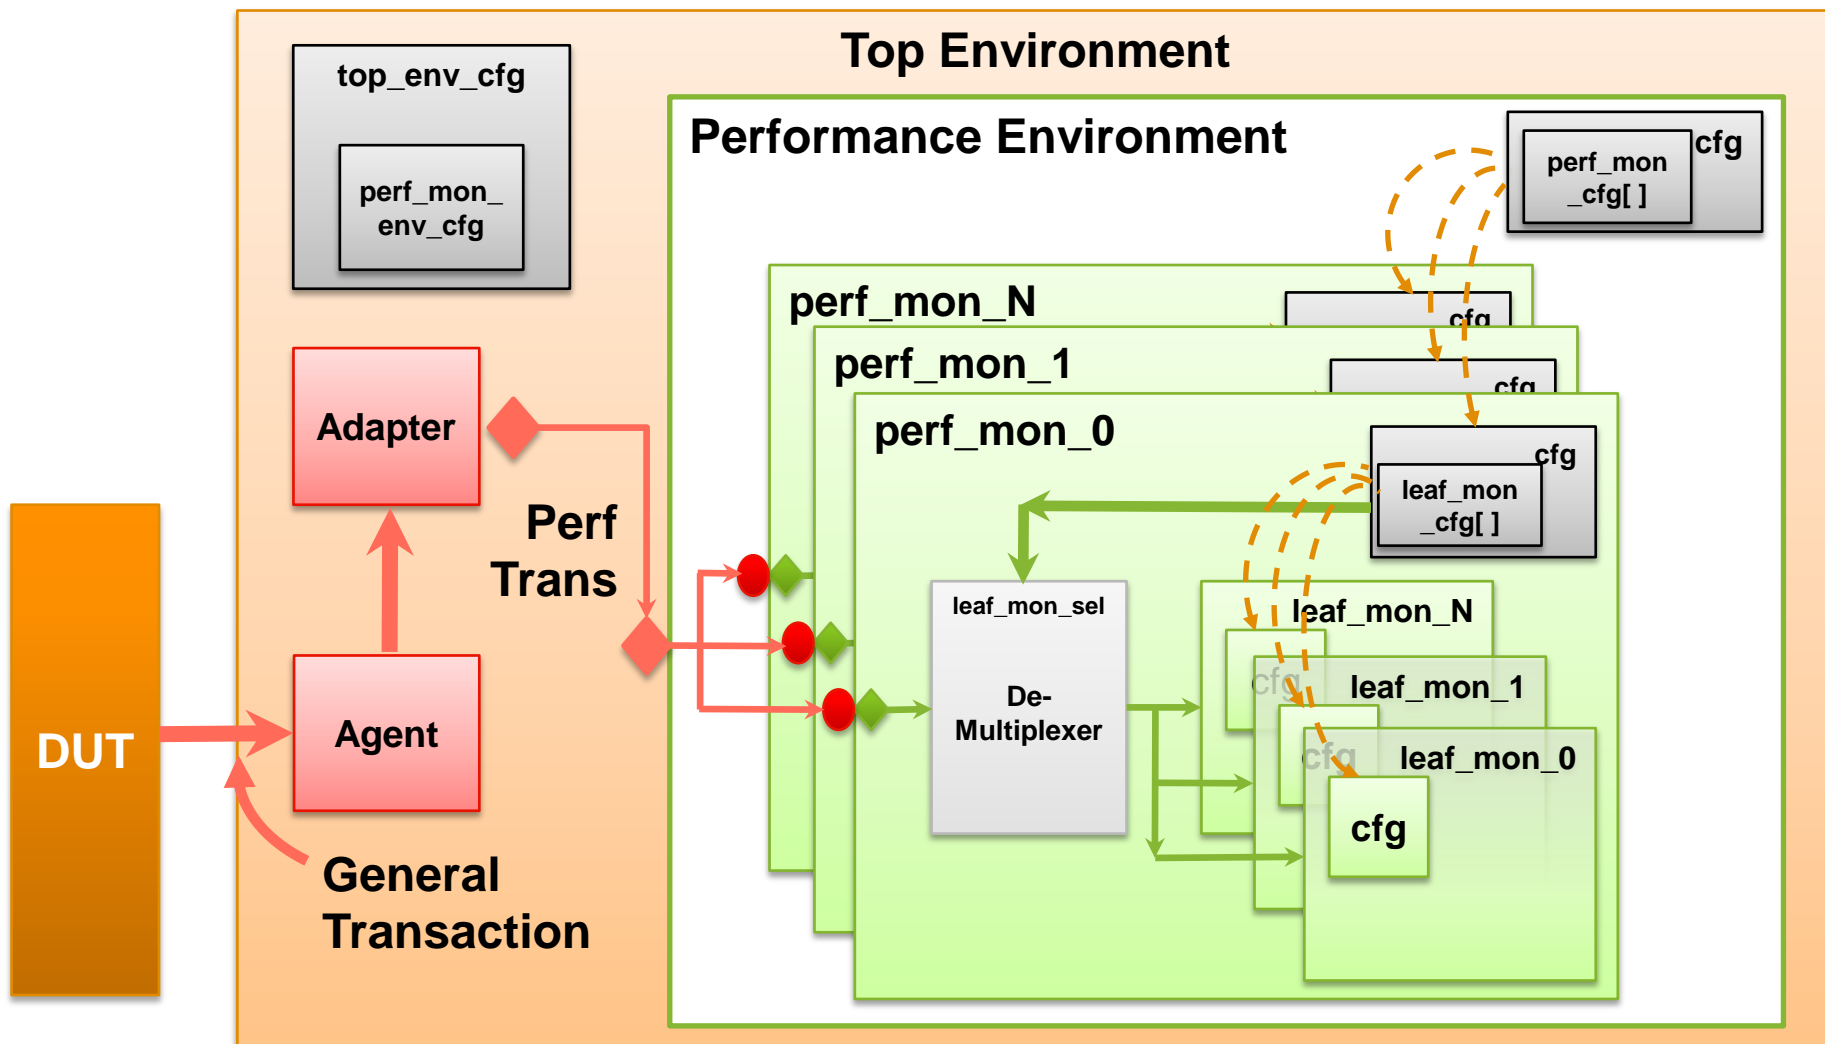 Top Environment
top_env_cfg
perf_mon_
env_cfg
Performance Environment
cfg
perf_mon
_cfg[ ]
perf_mon_N
cfg
perf_mon_1
cfg
perf_mon_0
cfg
leaf_mon
_cfg[ ]
Adapter
Perf
Trans
leaf_mon_sel
De-
Multiplexer
leaf_mon_N
cfg
leaf_mon_1
cfg
leaf_mon_0
cfg
DUT
Agent
General
Transaction